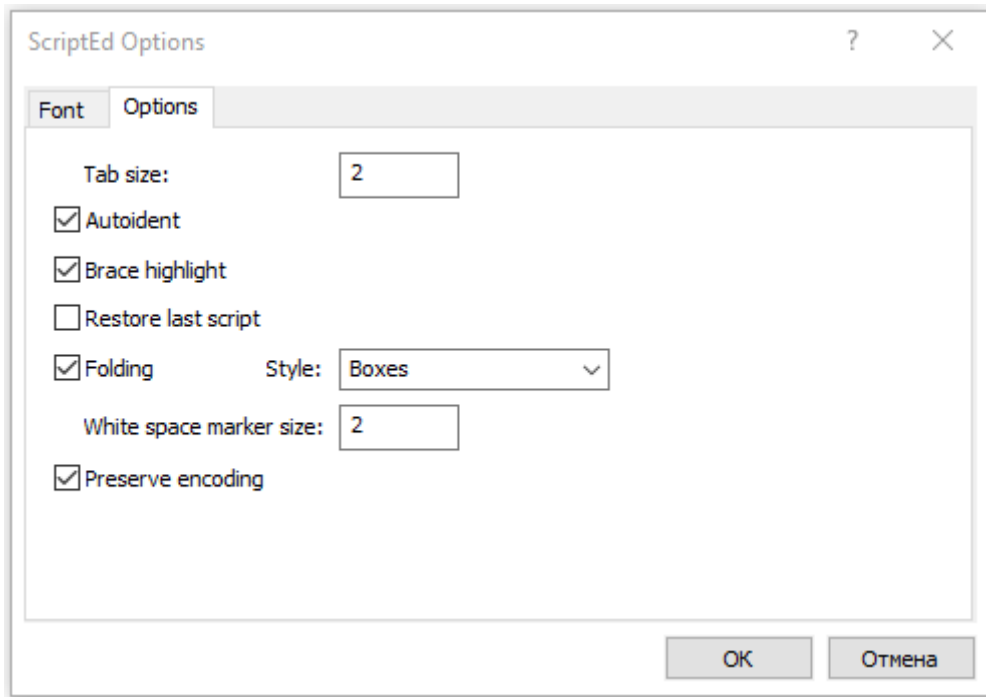 ScriptEd Options
Font Options
Tab size: 2
Autoident
Brace highlight
Restore last script
Folding Style: Boxes
White space marker size: 2
Preserve encoding
OK Отмена